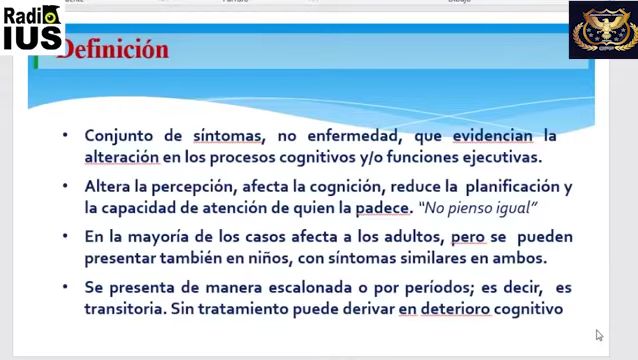 Radio
IUS
Definición
• Conjunto de síntomas, no enfermedad, que evidencian la
alteración en los procesos cognitivos y/o funciones ejecutivas.
• Altera la percepción, afecta la cognición, reduce la planificación y
la capacidad de atención de quien la padece. “No pienso igual”
• En la mayoría de los casos afecta a los adultos, pero se pueden
presentar también en niños, con síntomas similares en ambos.
• Se presenta de manera escalonada o por períodos; es decir, es
transitoria. Sin tratamiento puede derivar en deterioro cognitivo